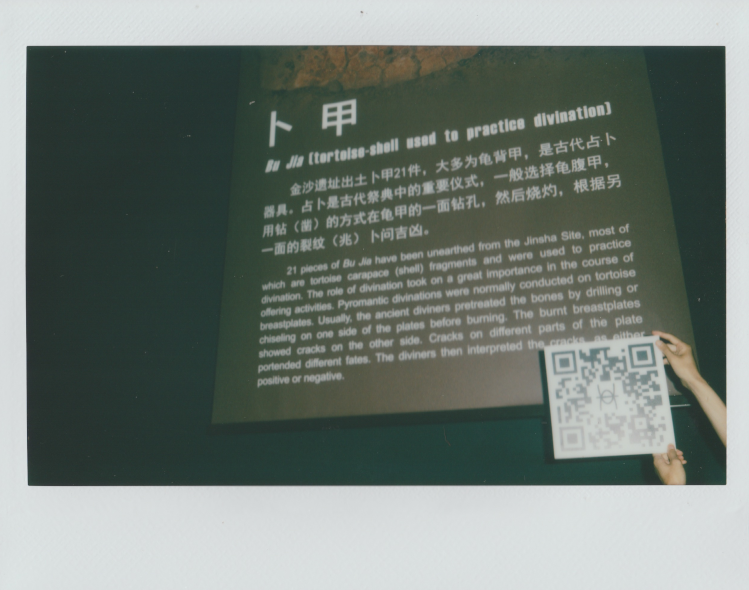 卜甲
Bu Jia (tortoise-shell used to practice divination)
金沙遗址出土卜甲21件，大多为龟背甲，是古代占卜
器具。占卜是古代祭典中的重要仪式，一般选择龟腹甲，
用钻（凿）的方式在龟甲的一面钻孔，然后烧灼，根据另
一面的裂纹（兆）卜问吉凶。
21 pieces of Bu Jia have been unearthed from the Jinsha Site, most of
which are tortoise carapace (shell) fragments and were used to practice
divination. The role of divination took on a great importance in the course of
offering activities. Pyromantic divinations were normally conducted on tortoise
breastplates. Usually, the ancient diviners pretreated the bones by drilling or
chiseling on one side of the plates before burning. The burnt breastplates
showed cracks on the other side. Cracks on different parts of the plate
portended different fates. The diviners then interpreted the cracks, as either
positive or negative.